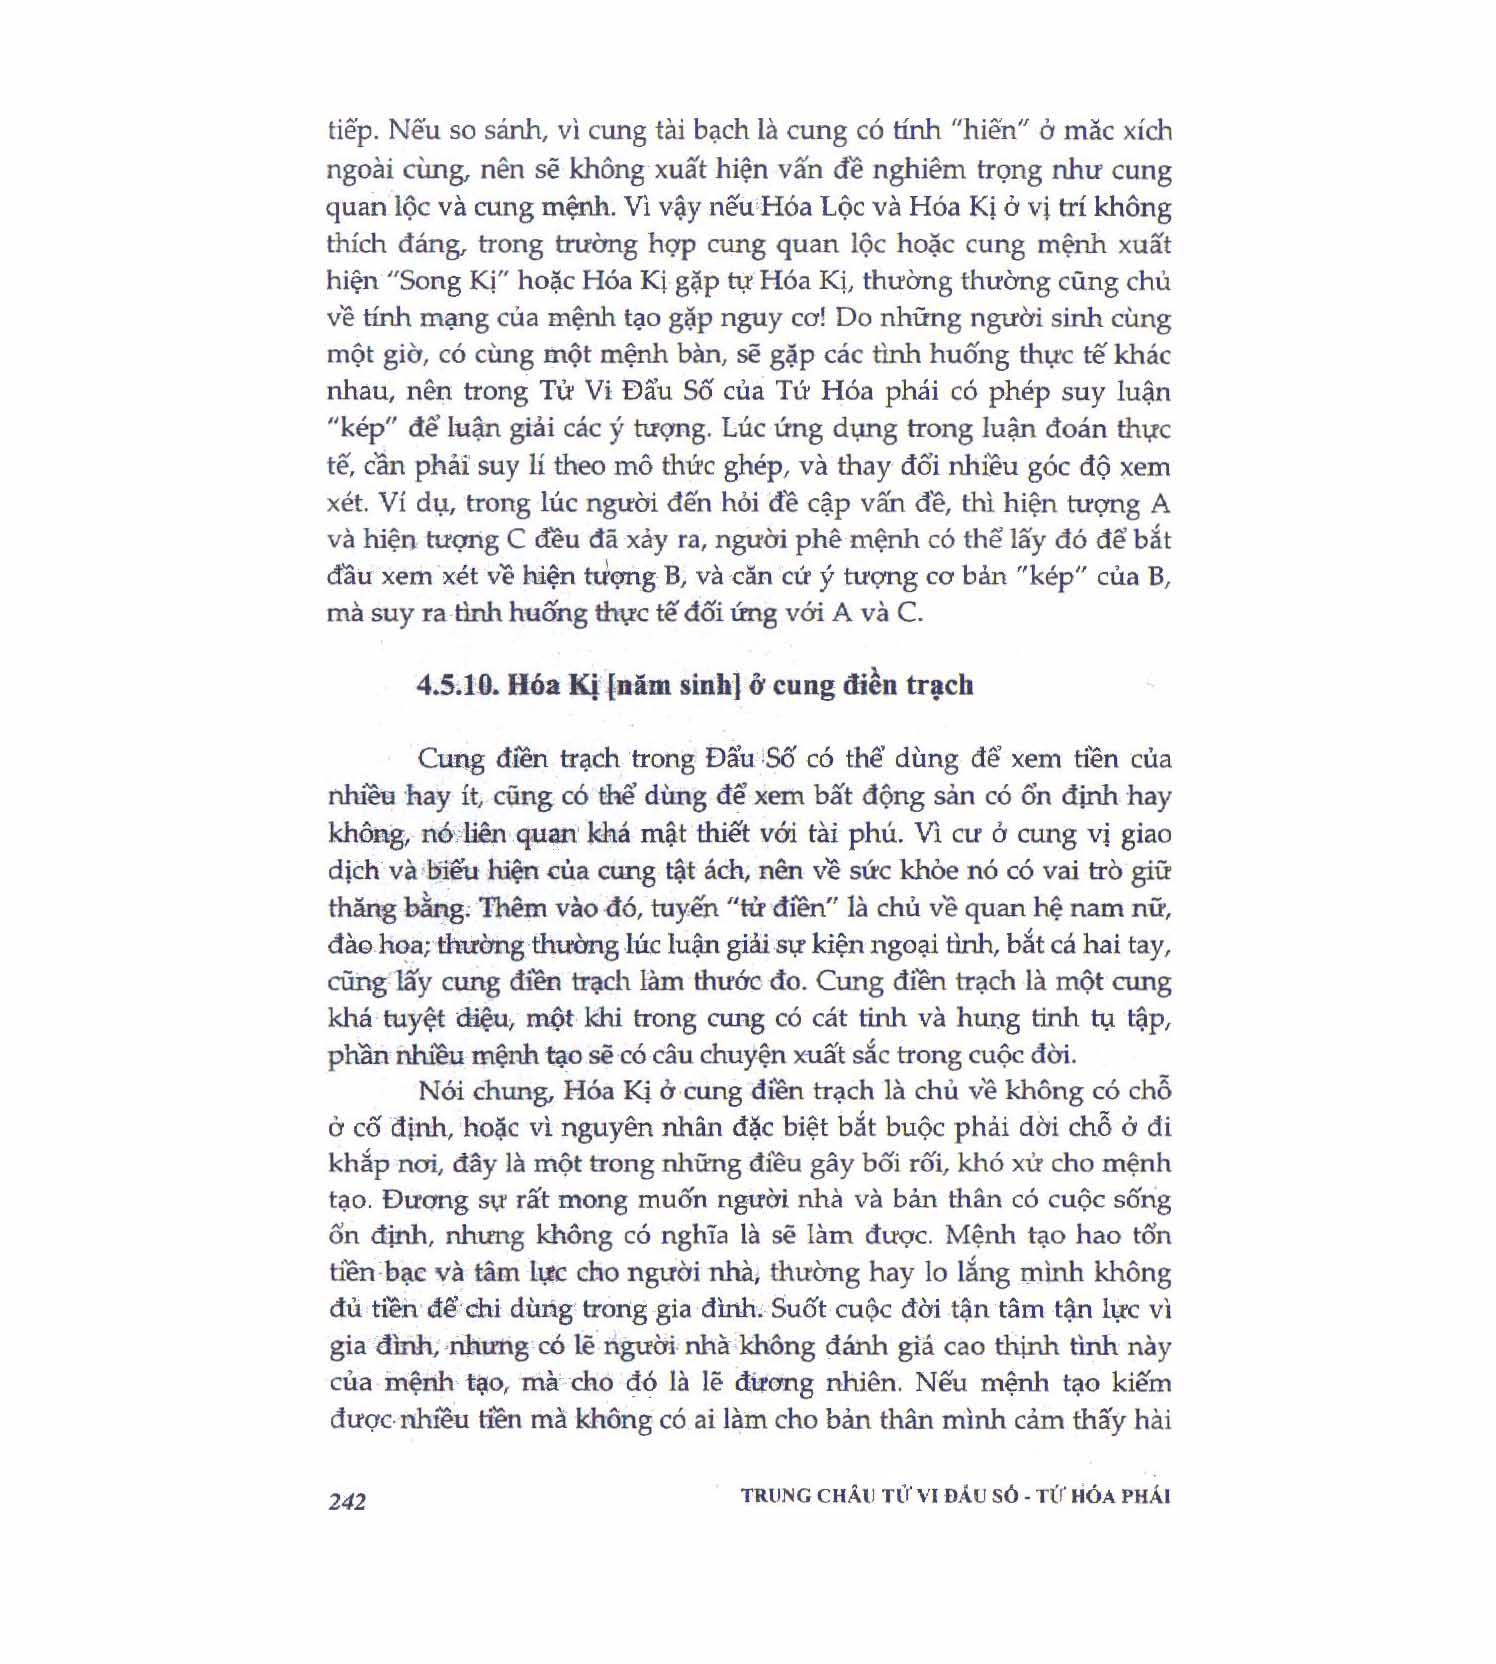 tiếp. Nếu so sánh, vì cung tài bạch là cung có tính "hiển" ở mắc xích
ngoài cùng, nên sẽ không xuất hiện vấn đề nghiêm trọng như cung
quan lộc và cung mệnh. Vì vậy nếu Hóa Lộc và Hóa Kị ở vị trí không
thích đáng, trong trường hợp cung quan lộc hoặc cung mệnh xuất
hiện "Song Kị" hoặc Hóa Kị gặp tự Hóa Kị, thường thường cũng chủ
về tính mạng của mệnh tạo gặp nguy cơ! Do những người sinh cùng
một giờ, có cùng một mệnh bàn, sẽ gặp các tình huống thực tế khác
nhau, nên trong Tử Vi Đẩu Số của Tứ Hóa phái có phép suy luận
"kép" để luận giải các ý tượng. Lúc ứng dụng trong luận đoán thực
tế, cần phải suy lí theo mô thức ghép, và thay đổi nhiều góc độ xem
xét. Ví dụ, trong lúc người đến hỏi đề cập vấn đề, thì hiện tượng A
và hiện tượng C đều đã xảy ra, người phê mệnh có thể lấy đó để bắt
đầu xem xét về hiện tượng B, và căn cứ ý tượng cơ bản "kép" của B,
mà suy ra tình huống thực tế đối ứng với A và C.
4.5.10. Hóa Kị [năm sinh] ở cung điền trạch
Cung điền trạch trong Đẩu Số có thể dùng để xem tiền của
nhiều hay ít, cũng có thể dùng để xem bất động sản có ổn định hay
không, nó liên quan khá mật thiết với tài phú. Vì cư ở cung vị giao
dịch và biểu hiện của cung tật ách, nên về sức khỏe nó có vai trò giữ
thăng bằng. Thêm vào đó, tuyến "tử điền" là chủ về quan hệ nam nữ,
đào hoa; thường thường lúc luận giải sự kiện ngoại tình, bắt cá hai tay,
cũng lấy cung điền trạch làm thước đo. Cung điền trạch là một cung
khá tuyệt diệu, một khi trong cung có cát tinh và hung tinh tụ tập,
phần nhiều mệnh tạo sẽ có câu chuyện xuất sắc trong cuộc đời.
Nói chung, Hóa Kị ở cung điền trạch là chủ về không có chỗ
ở cố định, hoặc vì nguyên nhân đặc biệt bắt buộc phải dời chỗ ở đi
khắp nơi, đây là một trong những điều gây bối rối, khó xử cho mệnh
tạo. Đương sự rất mong muốn người nhà và bản thân có cuộc sống
ổn định, nhưng không có nghĩa là sẽ làm được. Mệnh tạo hao tổn
tiền bạc và tâm lực cho người nhà, thường hay lo lắng mình không
đủ tiền để chi dùng trong gia đình. Suốt cuộc đời tận tâm tận lực vì
gia đình, nhưng có lẽ người nhà không đánh giá cao thịnh tình này
của mệnh tạo, mà cho đó là lẽ đương nhiên. Nếu mệnh tạo kiếm
được nhiều tiền mà không có ai làm cho bản thân mình cảm thấy hài
242
TRUNG CHÂU TỬ VI ĐẨU SỐ - TỨ HÓA PHÁI